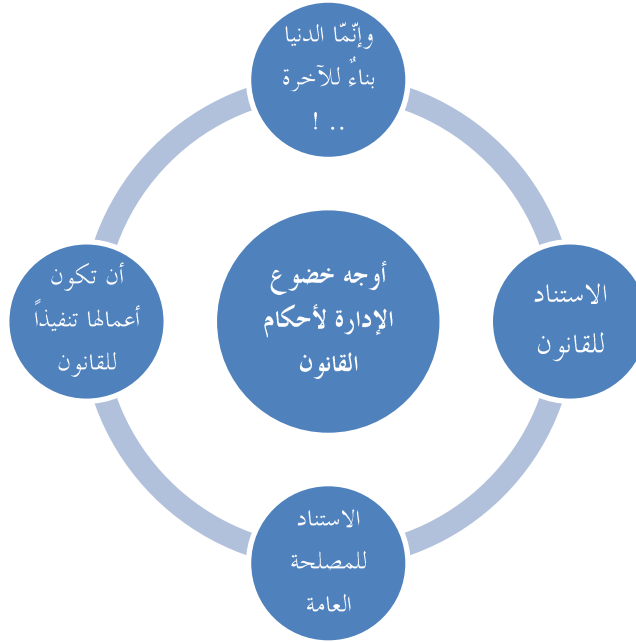 وإنّمّا الدنيا
بناءٌ للآخرة
.. !
أوجه خضوع
الإدارة لأحكام
القانون
الاستناد
للقانون
الاستناد
للمصلحة
العامة
أن تكون
أعمالها تنفيذاً
للقانون